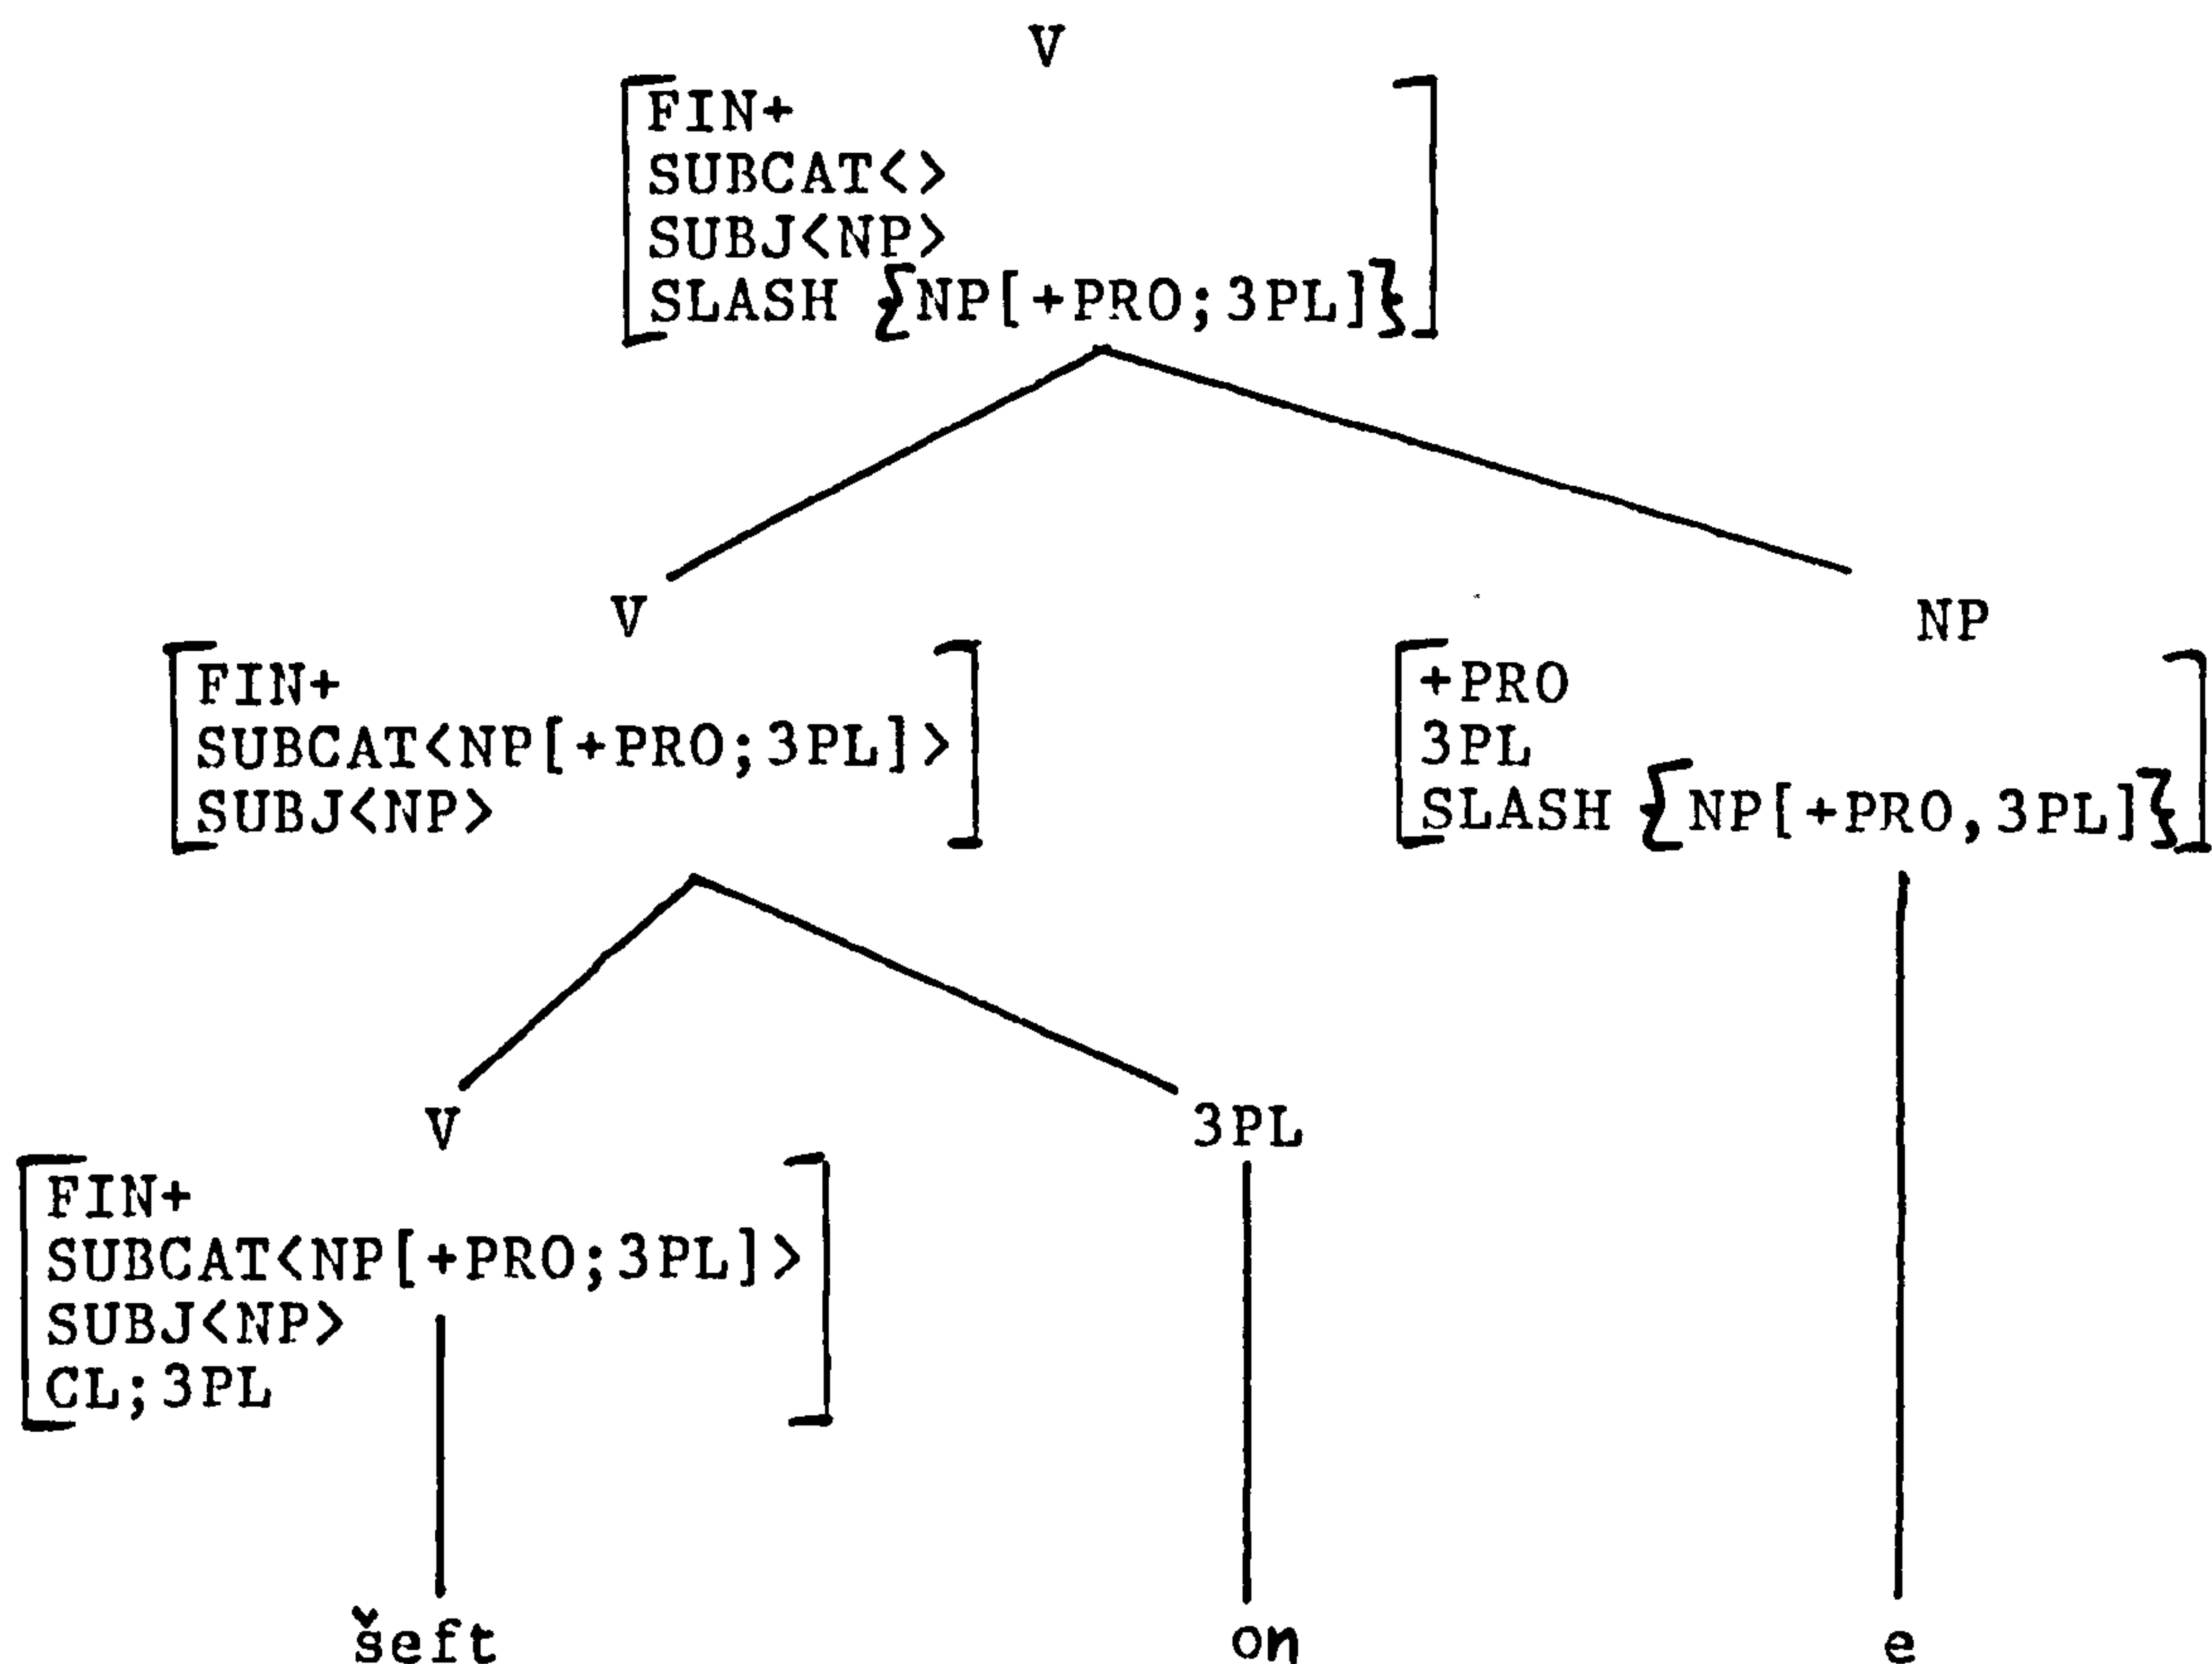 V
FIN+
SUBCAT<>
SUBJ<NP>
SLASH {NP[+PRO;3PL]}
V
NP
FIN+
SUBCAT<NP[+PRO;3PL]>
SUBJ<NP>
+PRO
3PL
SLASH {NP[+PRO,3PL]}
V
3PL
FIN+
SUBCAT<NP[+PRO;3PL]>
SUBJ<NP>
CL;3PL
šeft on e